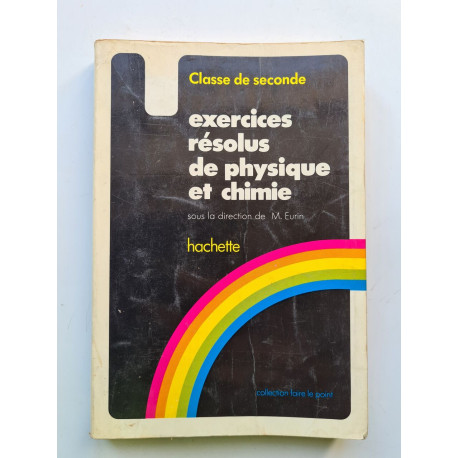 Classe de seconde
exercices
résolus
de physique
et chimie
sous la direction de M. Eurin
hachette
collection faire le point